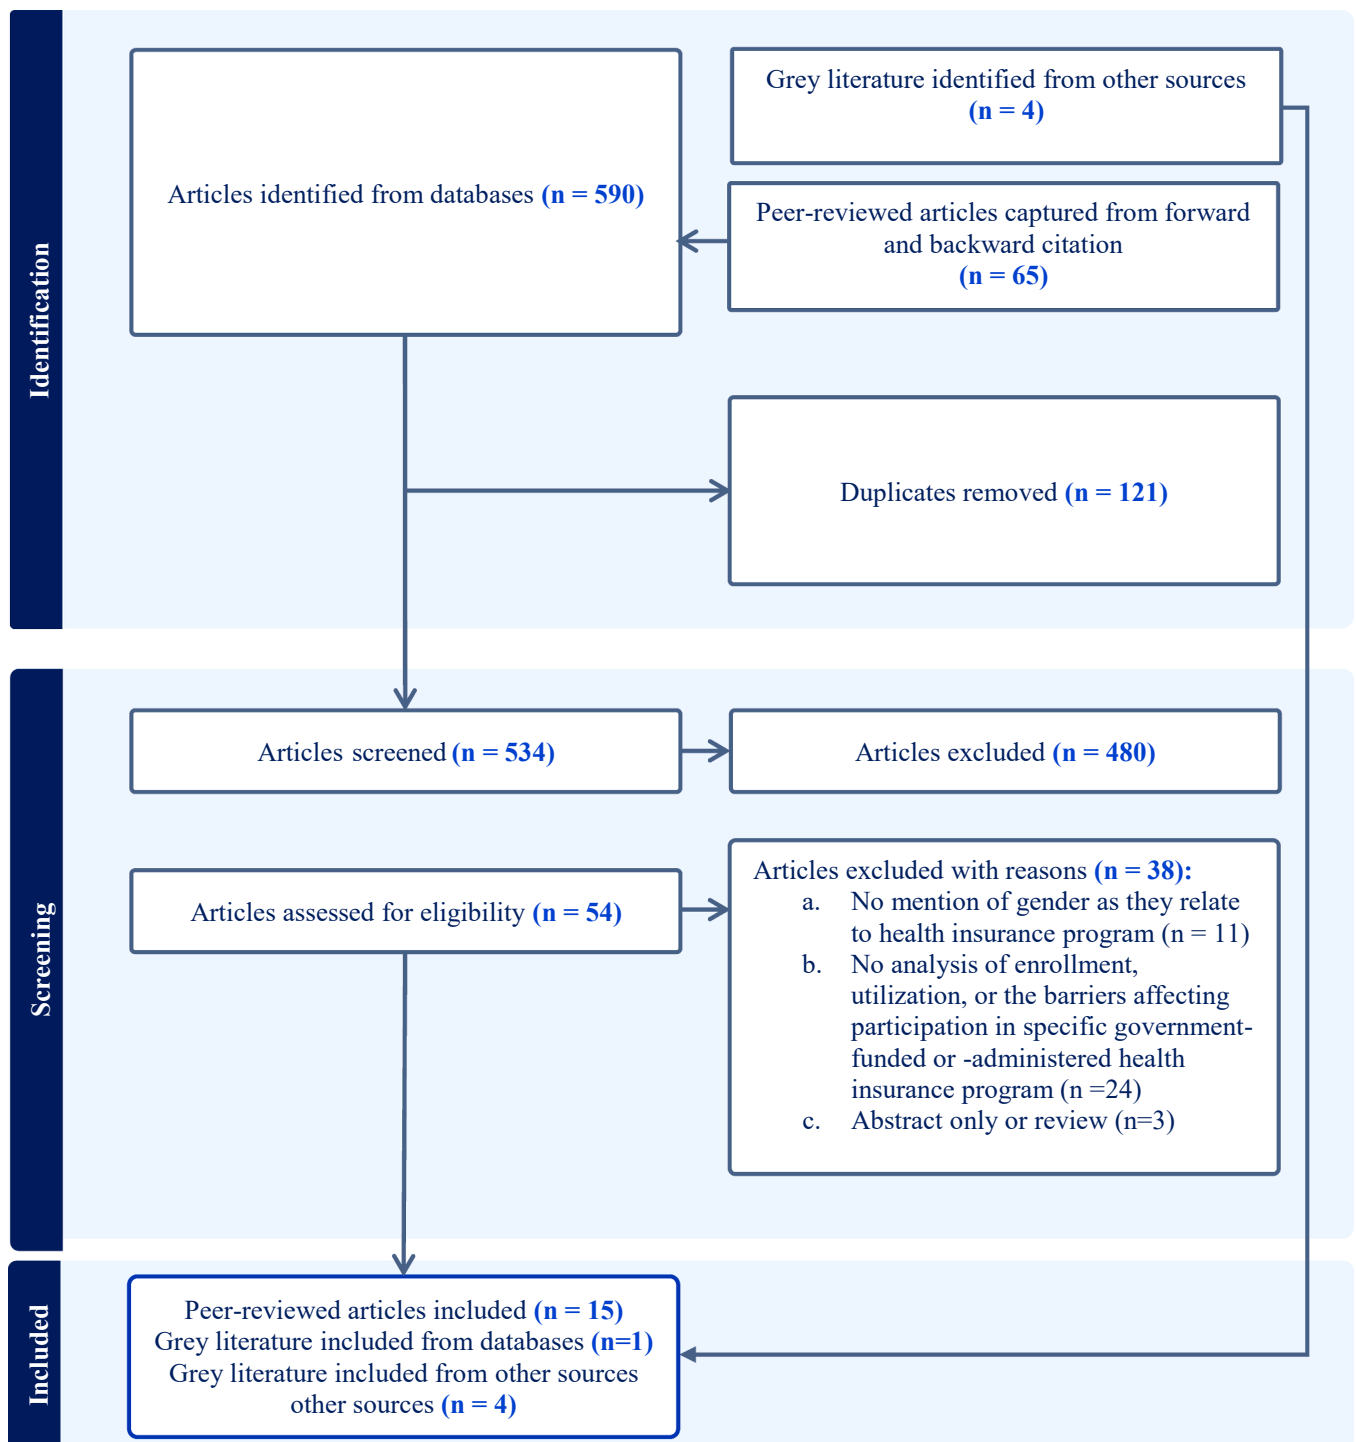 Identification
Articles identified from databases (n = 590)
Grey literature identified from other sources
(n = 4)
Peer-reviewed articles captured from forward
and backward citation
(n = 65)
Duplicates removed (n = 121)
Screening
Articles screened (n = 534)
Articles excluded (n = 480)
Articles assessed for eligibility (n = 54)
Articles excluded with reasons (n = 38):
a. No mention of gender as they relate
to health insurance program (n = 11)
b. No analysis of enrollment,
utilization, or the barriers affecting
participation in specific government-
funded or -administered health
insurance program (n =24)
c. Abstract only or review (n=3)
Included
Peer-reviewed articles included (n = 15)
Grey literature included from databases (n=1)
Grey literature included from other sources
other sources (n = 4)